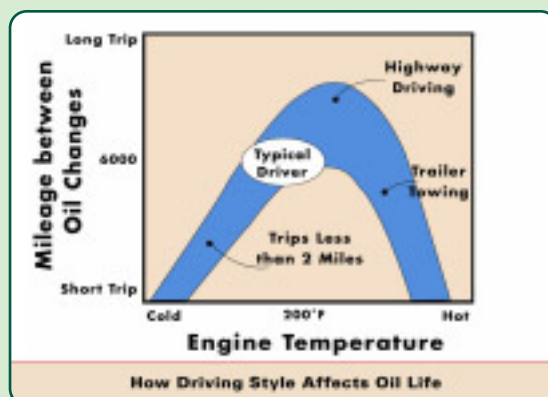 Long Trip
Mileage between
Oil Changes
6000
Short Trip
Highway
Driving
Typical
Driver
Trailer
Towing
Trips Less
than 2 Miles
Cold
200°F
Hot
Engine Temperature
How Driving Style Affects Oil Life